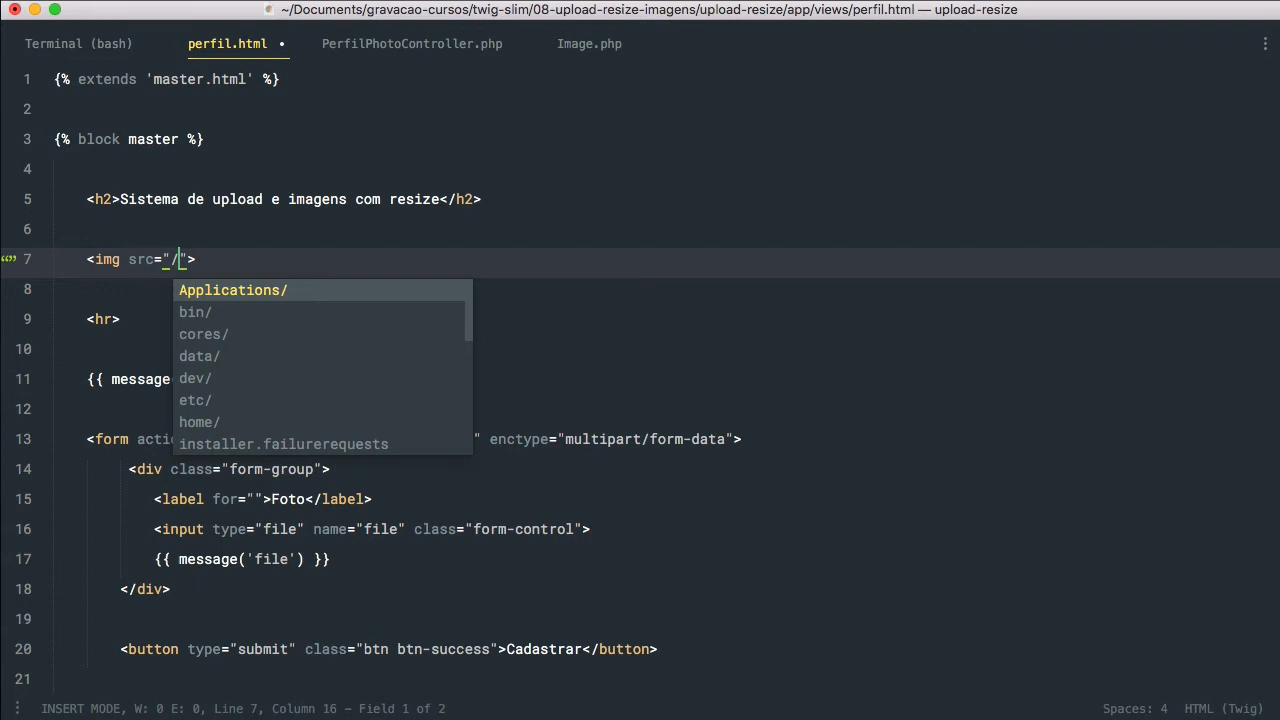 ~/Documents/gravacao-cursos/twig-slim/08-upload-resize-imagens/upload-resize/app/views/perfil.html — upload-resize
Terminal (bash) perfil.html • PerfilPhotoController.php Image.php
1 {% extends 'master.html' %}
2
3 {% block master %}
4
5 <h2>Sistema de upload e imagens com resize</h2>
6
7 <img src="/">
Applications/
8
bin/
9 <hr>
cores/
10
data/
11 {{ message
dev/
12
etc/
home/
13 <form actio " enctype="multipart/form-data">
installer.failurerequests
14 <div class="form-group">
15 <label for="">Foto</label>
16 <input type="file" name="file" class="form-control">
17 {{ message('file') }}
18 </div>
19
20 <button type="submit" class="btn btn-success">Cadastrar</button>
21
INSERT MODE, W: 0 E: 0, Line 7, Column 16 — Field 1 of 2 Spaces: 4 HTML (Twig)